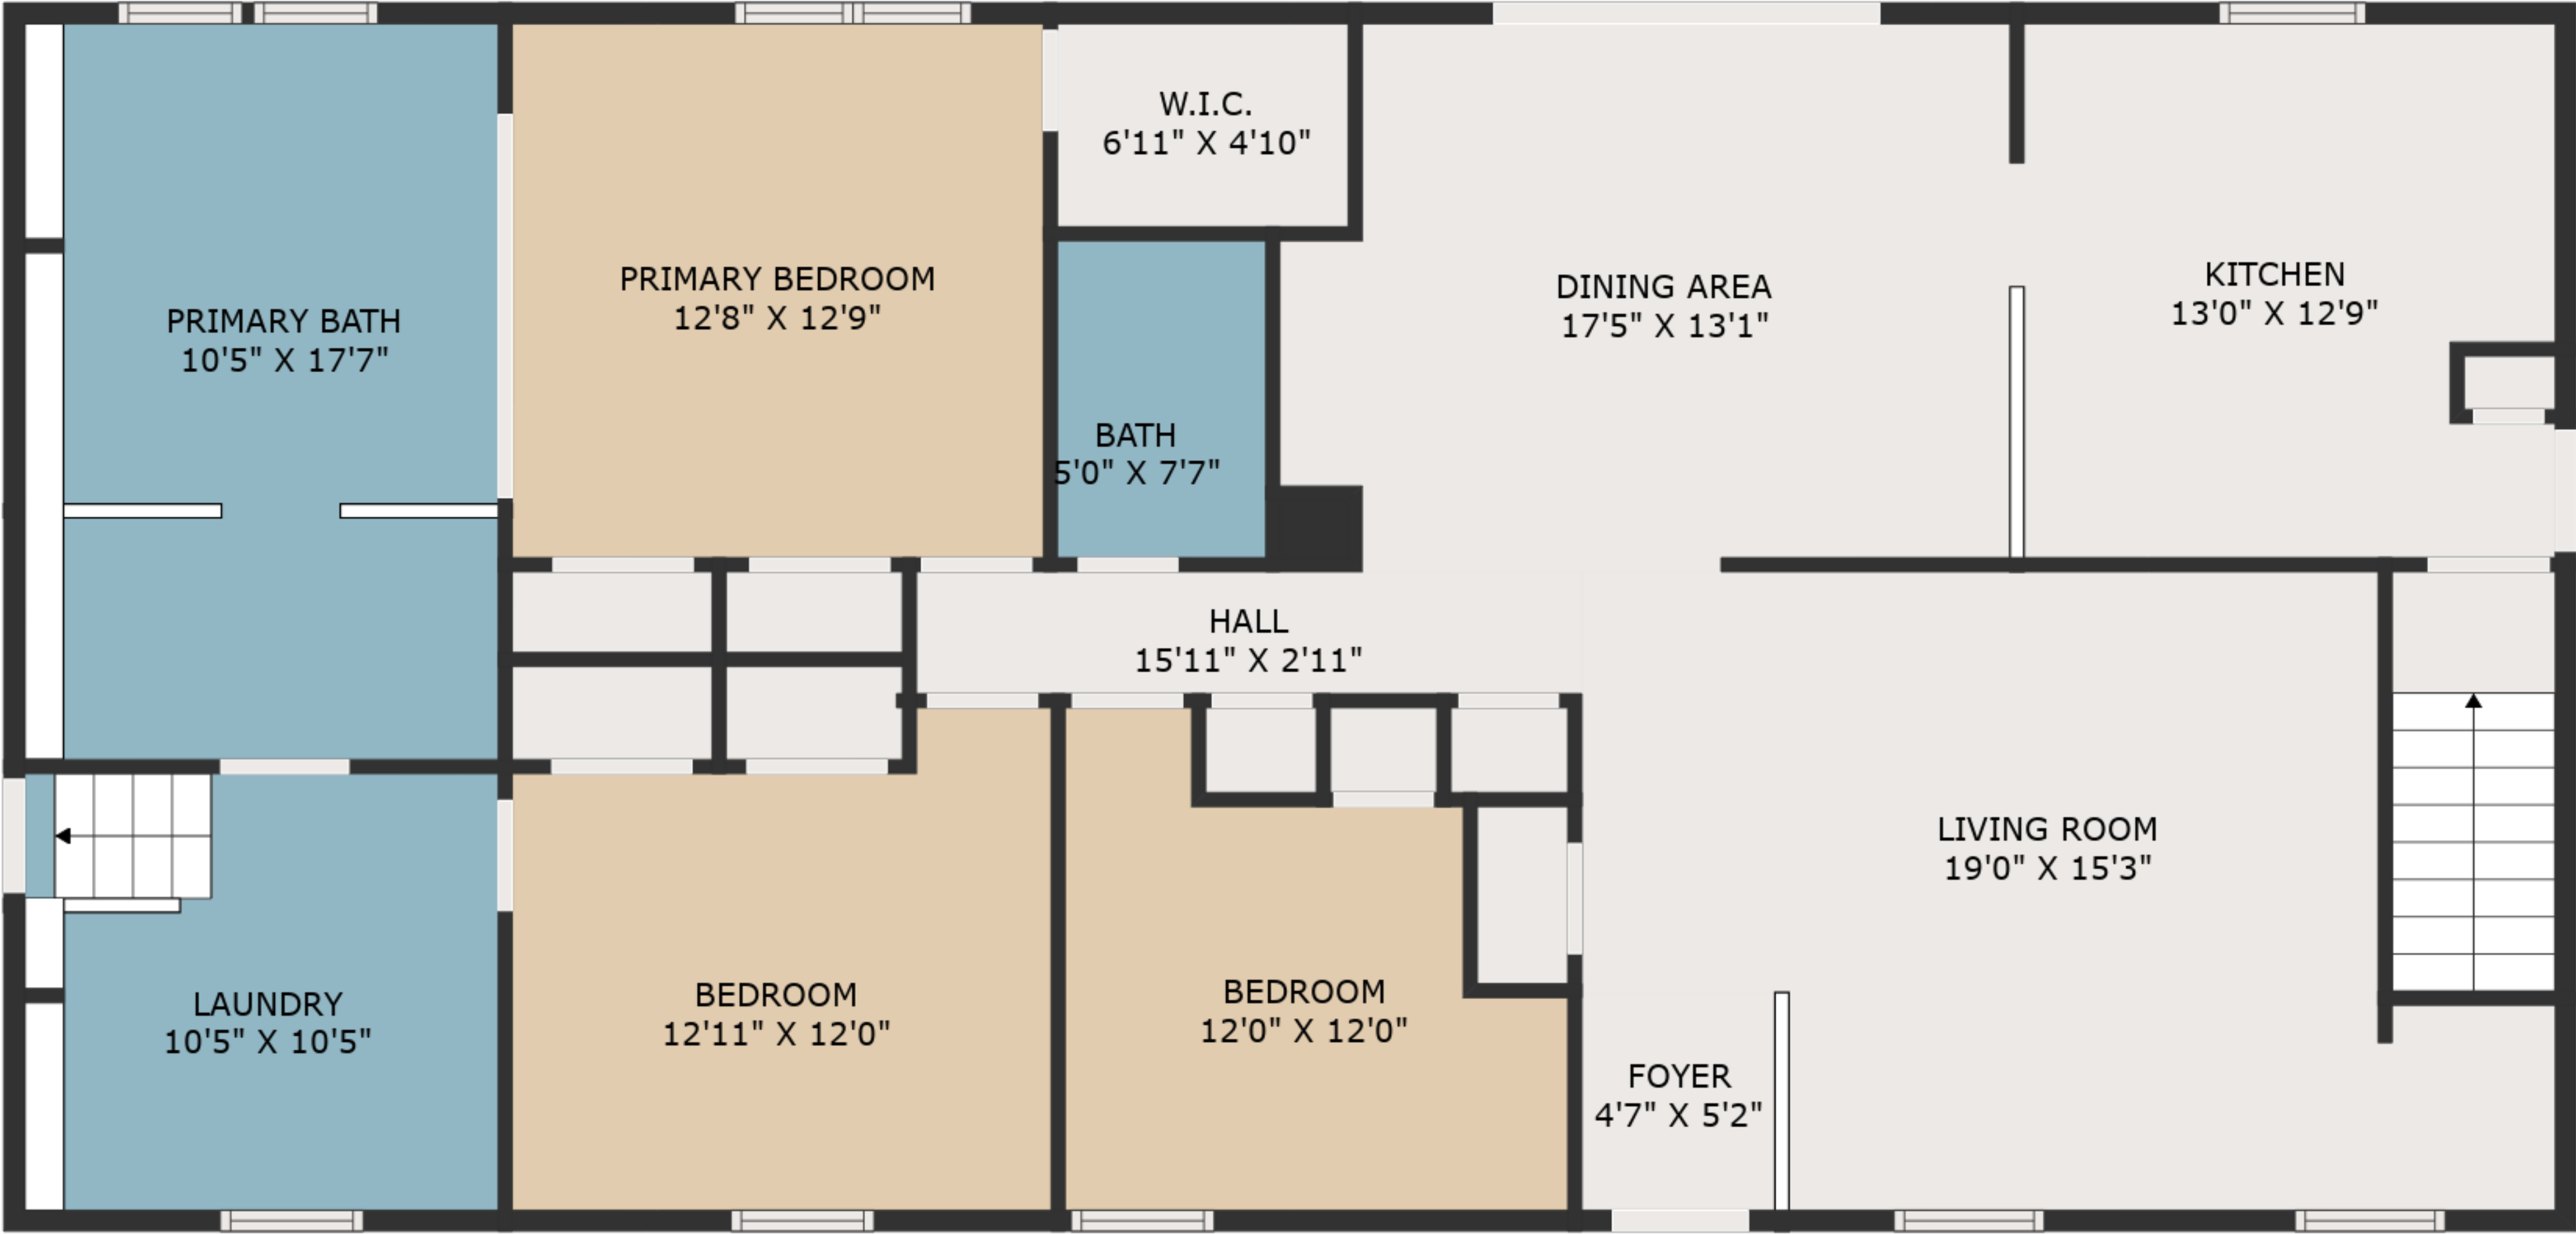 W.I.C.
6'11" X 4'10"
PRIMARY BEDROOM
12'8" X 12'9"
DINING AREA
17'5" X 13'1"
KITCHEN
13'0" X 12'9"
PRIMARY BATH
10'5" X 17'7"
BATH
5'0" X 7'7"
HALL
15'11" X 2'11"
LIVING ROOM
19'0" X 15'3"
LAUNDRY
10'5" X 10'5"
BEDROOM
12'11" X 12'0"
BEDROOM
12'0" X 12'0"
FOYER
4'7" X 5'2"